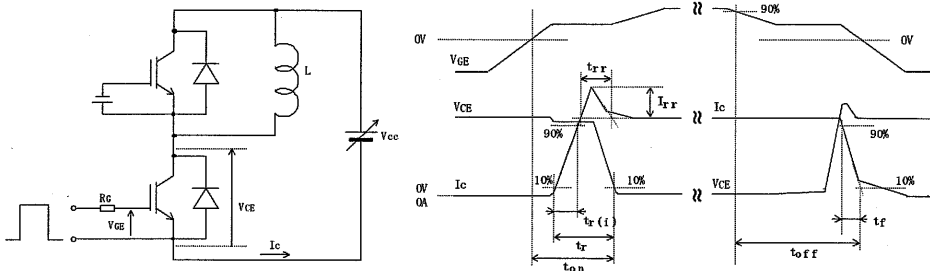 L
Vcc
RG
VGE
VCE
Ic
0V
VGE
trr
Irr
VCE
90%
0V
0A
Ic
10%
10%
tr(i)
tr
ton
90%
0V
Ic
90%
VCE
10%
tf
toff